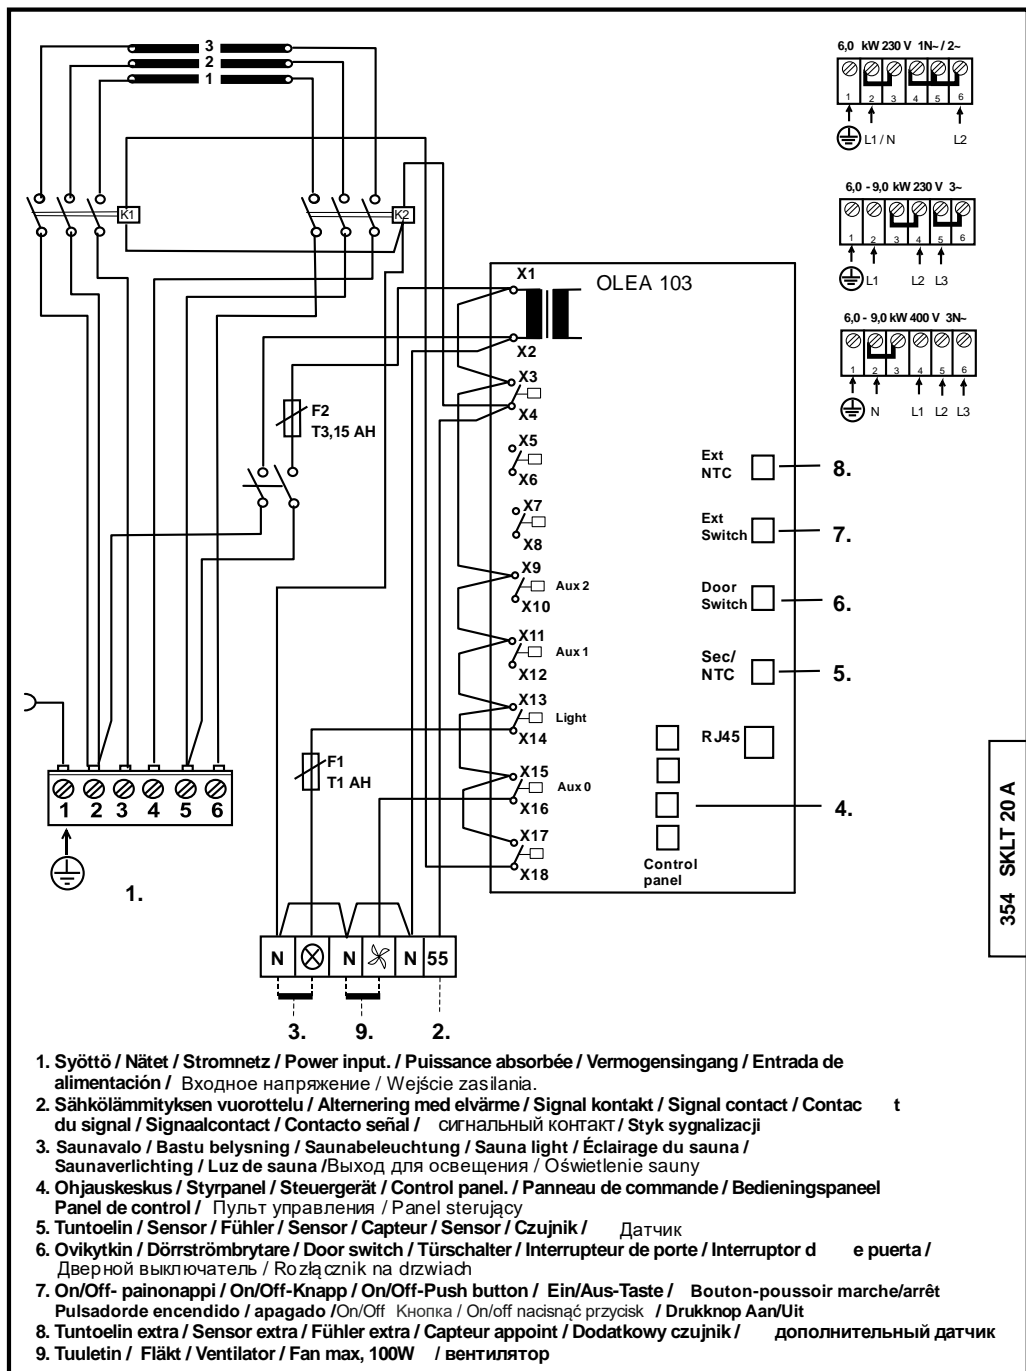 3
2
1
K1
K2
6,0 kW 230 V 1N~ / 2~
1 2 3 4 5 6
L1 / N L2
6,0 - 9,0 kW 230 V 3~
1 2 3 4 5 6
L1 L2 L3
6,0 - 9,0 kW 400 V 3N~
1 2 3 4 5 6
N L1 L2 L3
OLEA 103
X1
X2
X3
X4
X5
X6
X7
X8
X9
Aux 2
X10
X11
Aux 1
X12
X13
Light
X14
X15
Aux 0
X16
X17
X18
F2
T3,15 AH
F1
T1 AH
Ext
NTC
8.
Ext
Switch
7.
Door
Switch
6.
Sec/
NTC
5.
RJ45
4.
Control
panel
354 SKLT 20 A
1 2 3 4 5 6
1.
N N N 55
3. 9. 2.
1. Syöttö / Nätet / Stromnetz / Power input. / Puissance absorbée / Vermogensingang / Entrada de
alimentación / Входное напряжение / Wejście zasilania.
2. Sähkölämmityksen vuorottelu / Alternering med elvärme / Signal kontakt / Signal contact / Contac t
du signal / Signaalcontact / Contacto señal / сигнальный контакт / Styk sygnalizacji
3. Saunavalo / Bastu belysning / Saunabeleuchtung / Sauna light / Éclairage du sauna /
Saunaverlichting / Luz de sauna /Выход для освещения / Oświetlenie sauny
4. Ohjauskeskus / Styrpanel / Steuergerät / Control panel. / Panneau de commande / Bedieningspaneel
Panel de control / Пульт управления / Panel sterujący
5. Tuntoelin / Sensor / Fühler / Sensor / Capteur / Sensor / Czujnik / Датчик
6. Ovikytkin / Dörrströmbrytare / Door switch / Türschalter / Interrupteur de porte / Interruptor d e puerta /
Дверной выключатель / Rozłącznik na drzwiach
7. On/Off- painonappi / On/Off-Knapp / On/Off-Push button / Ein/Aus-Taste / Bouton-poussoir marche/arrêt
Pulsadorde encendido / apagado /On/Off Кнопка / On/off nacisnąć przycisk / Drukknop Aan/Uit
8. Tuntoelin extra / Sensor extra / Fühler extra / Capteur appoint / Dodatkowy czujnik / дополнительный датчик
9. Tuuletin / Fläkt / Ventilator / Fan max, 100W / вентилятор